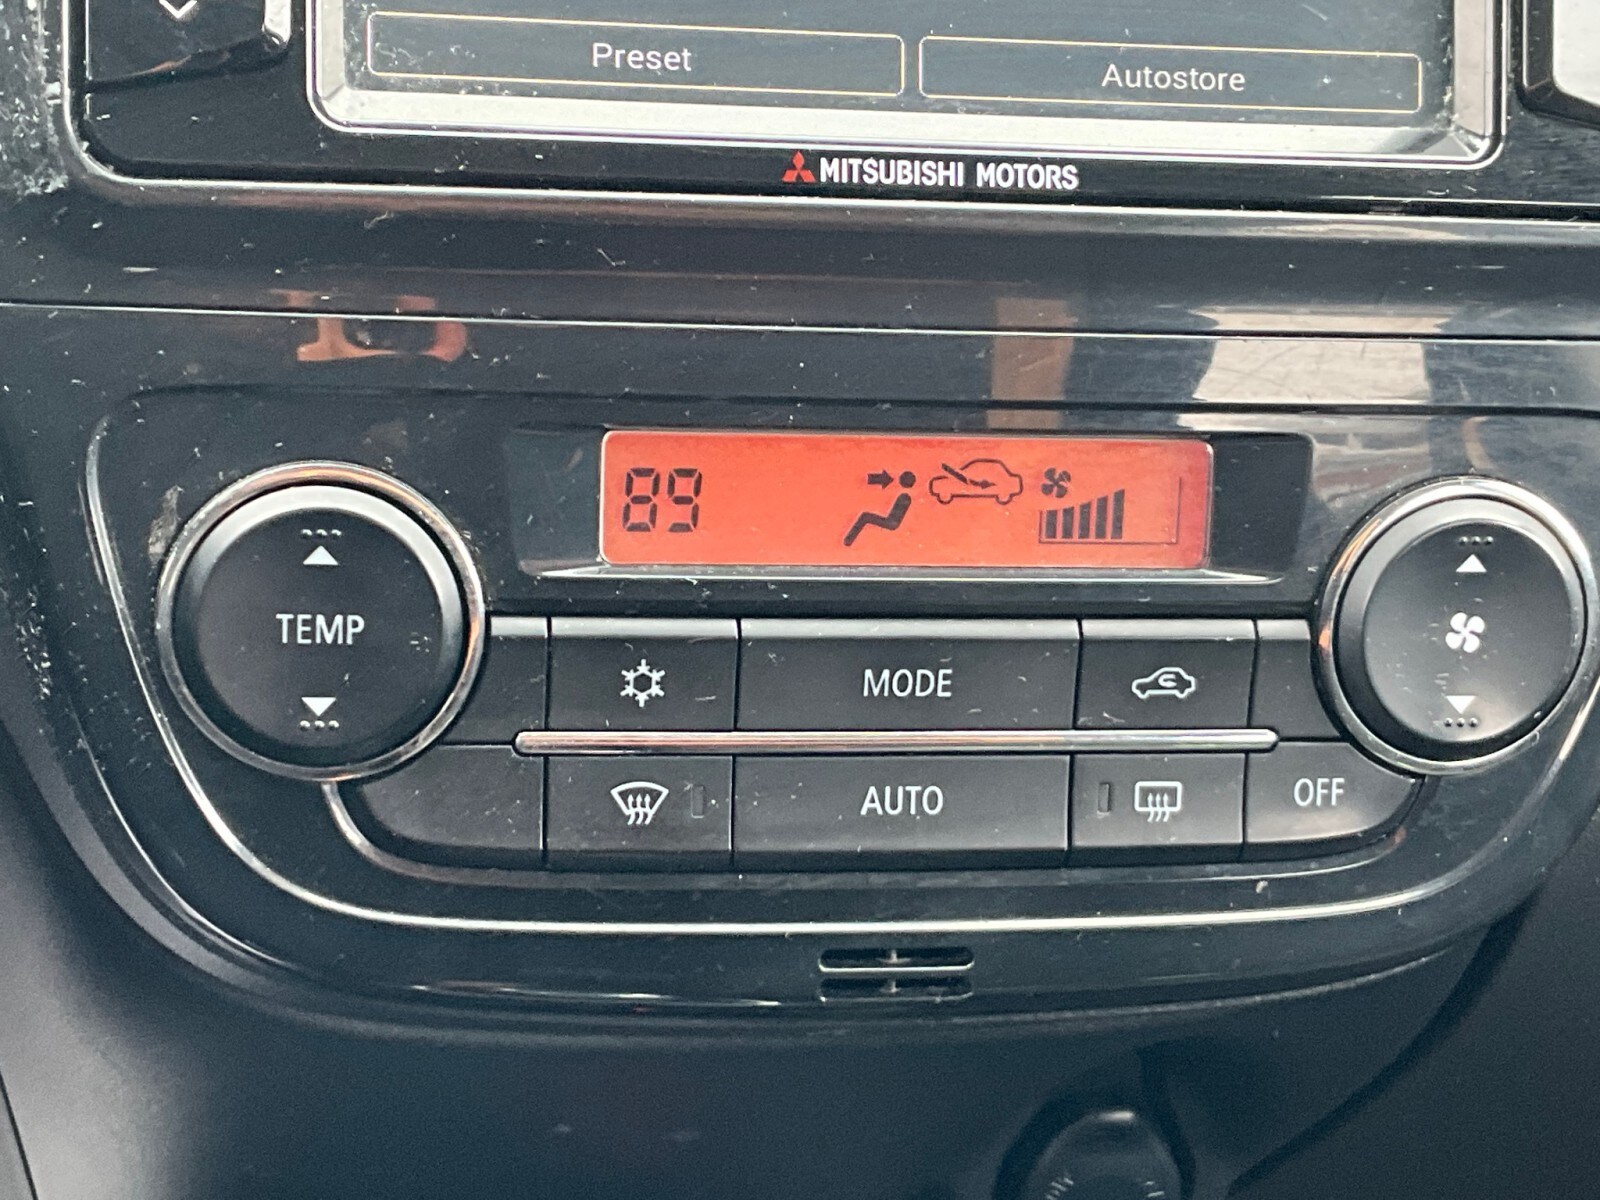 Preset
Autostore
MITSUBISHI MOTORS
89
TEMP
MODE
AUTO
OFF